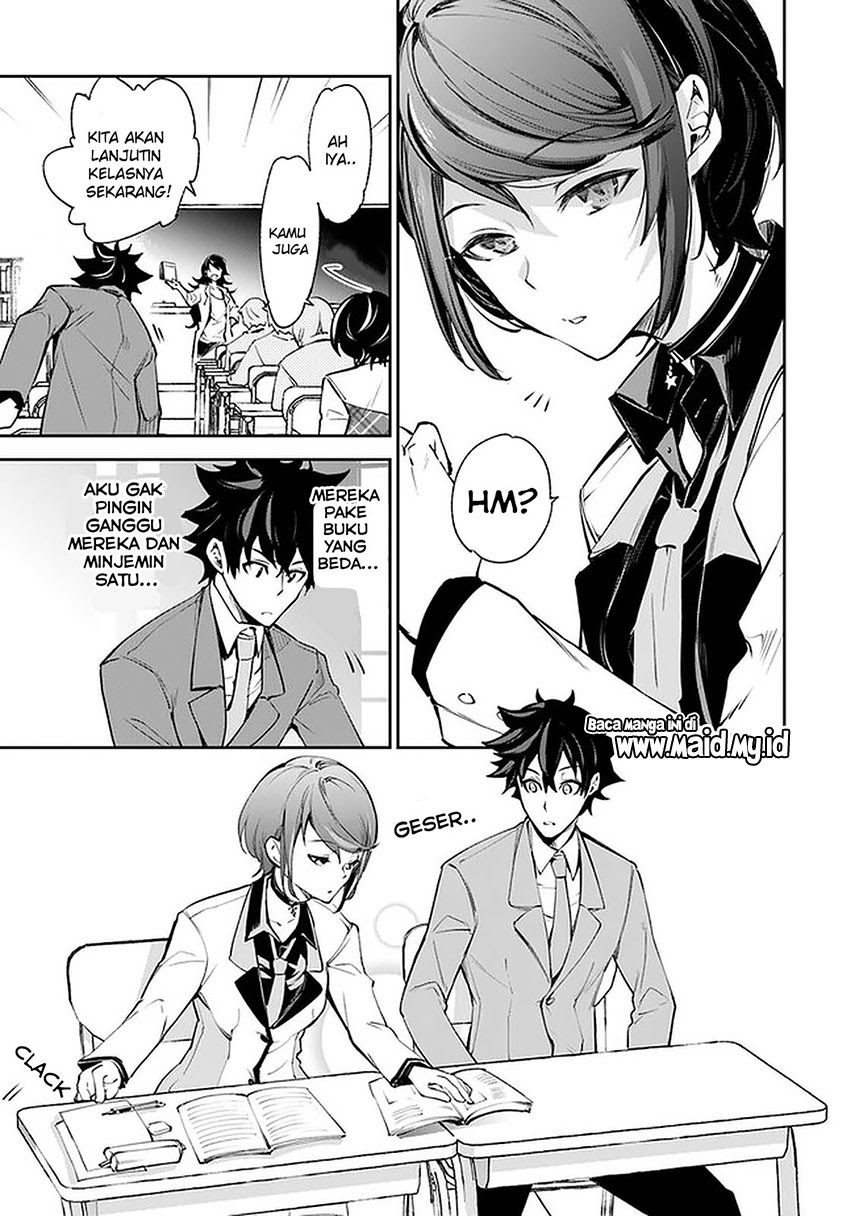 HM?
AH
IYA..
KAMU
JUGA
KITA AKAN
LANJUTIN
KELASNYA
SEKARANG!
MEREKA
PAKE
BUKU
YANG
BEDA...
AKU GAK
PINGIN
GANGGU
MEREKA DAN
MINJEMIN
SATU...
Baca Manga ini di
www.Maid.my.id
GESER..
CLACK